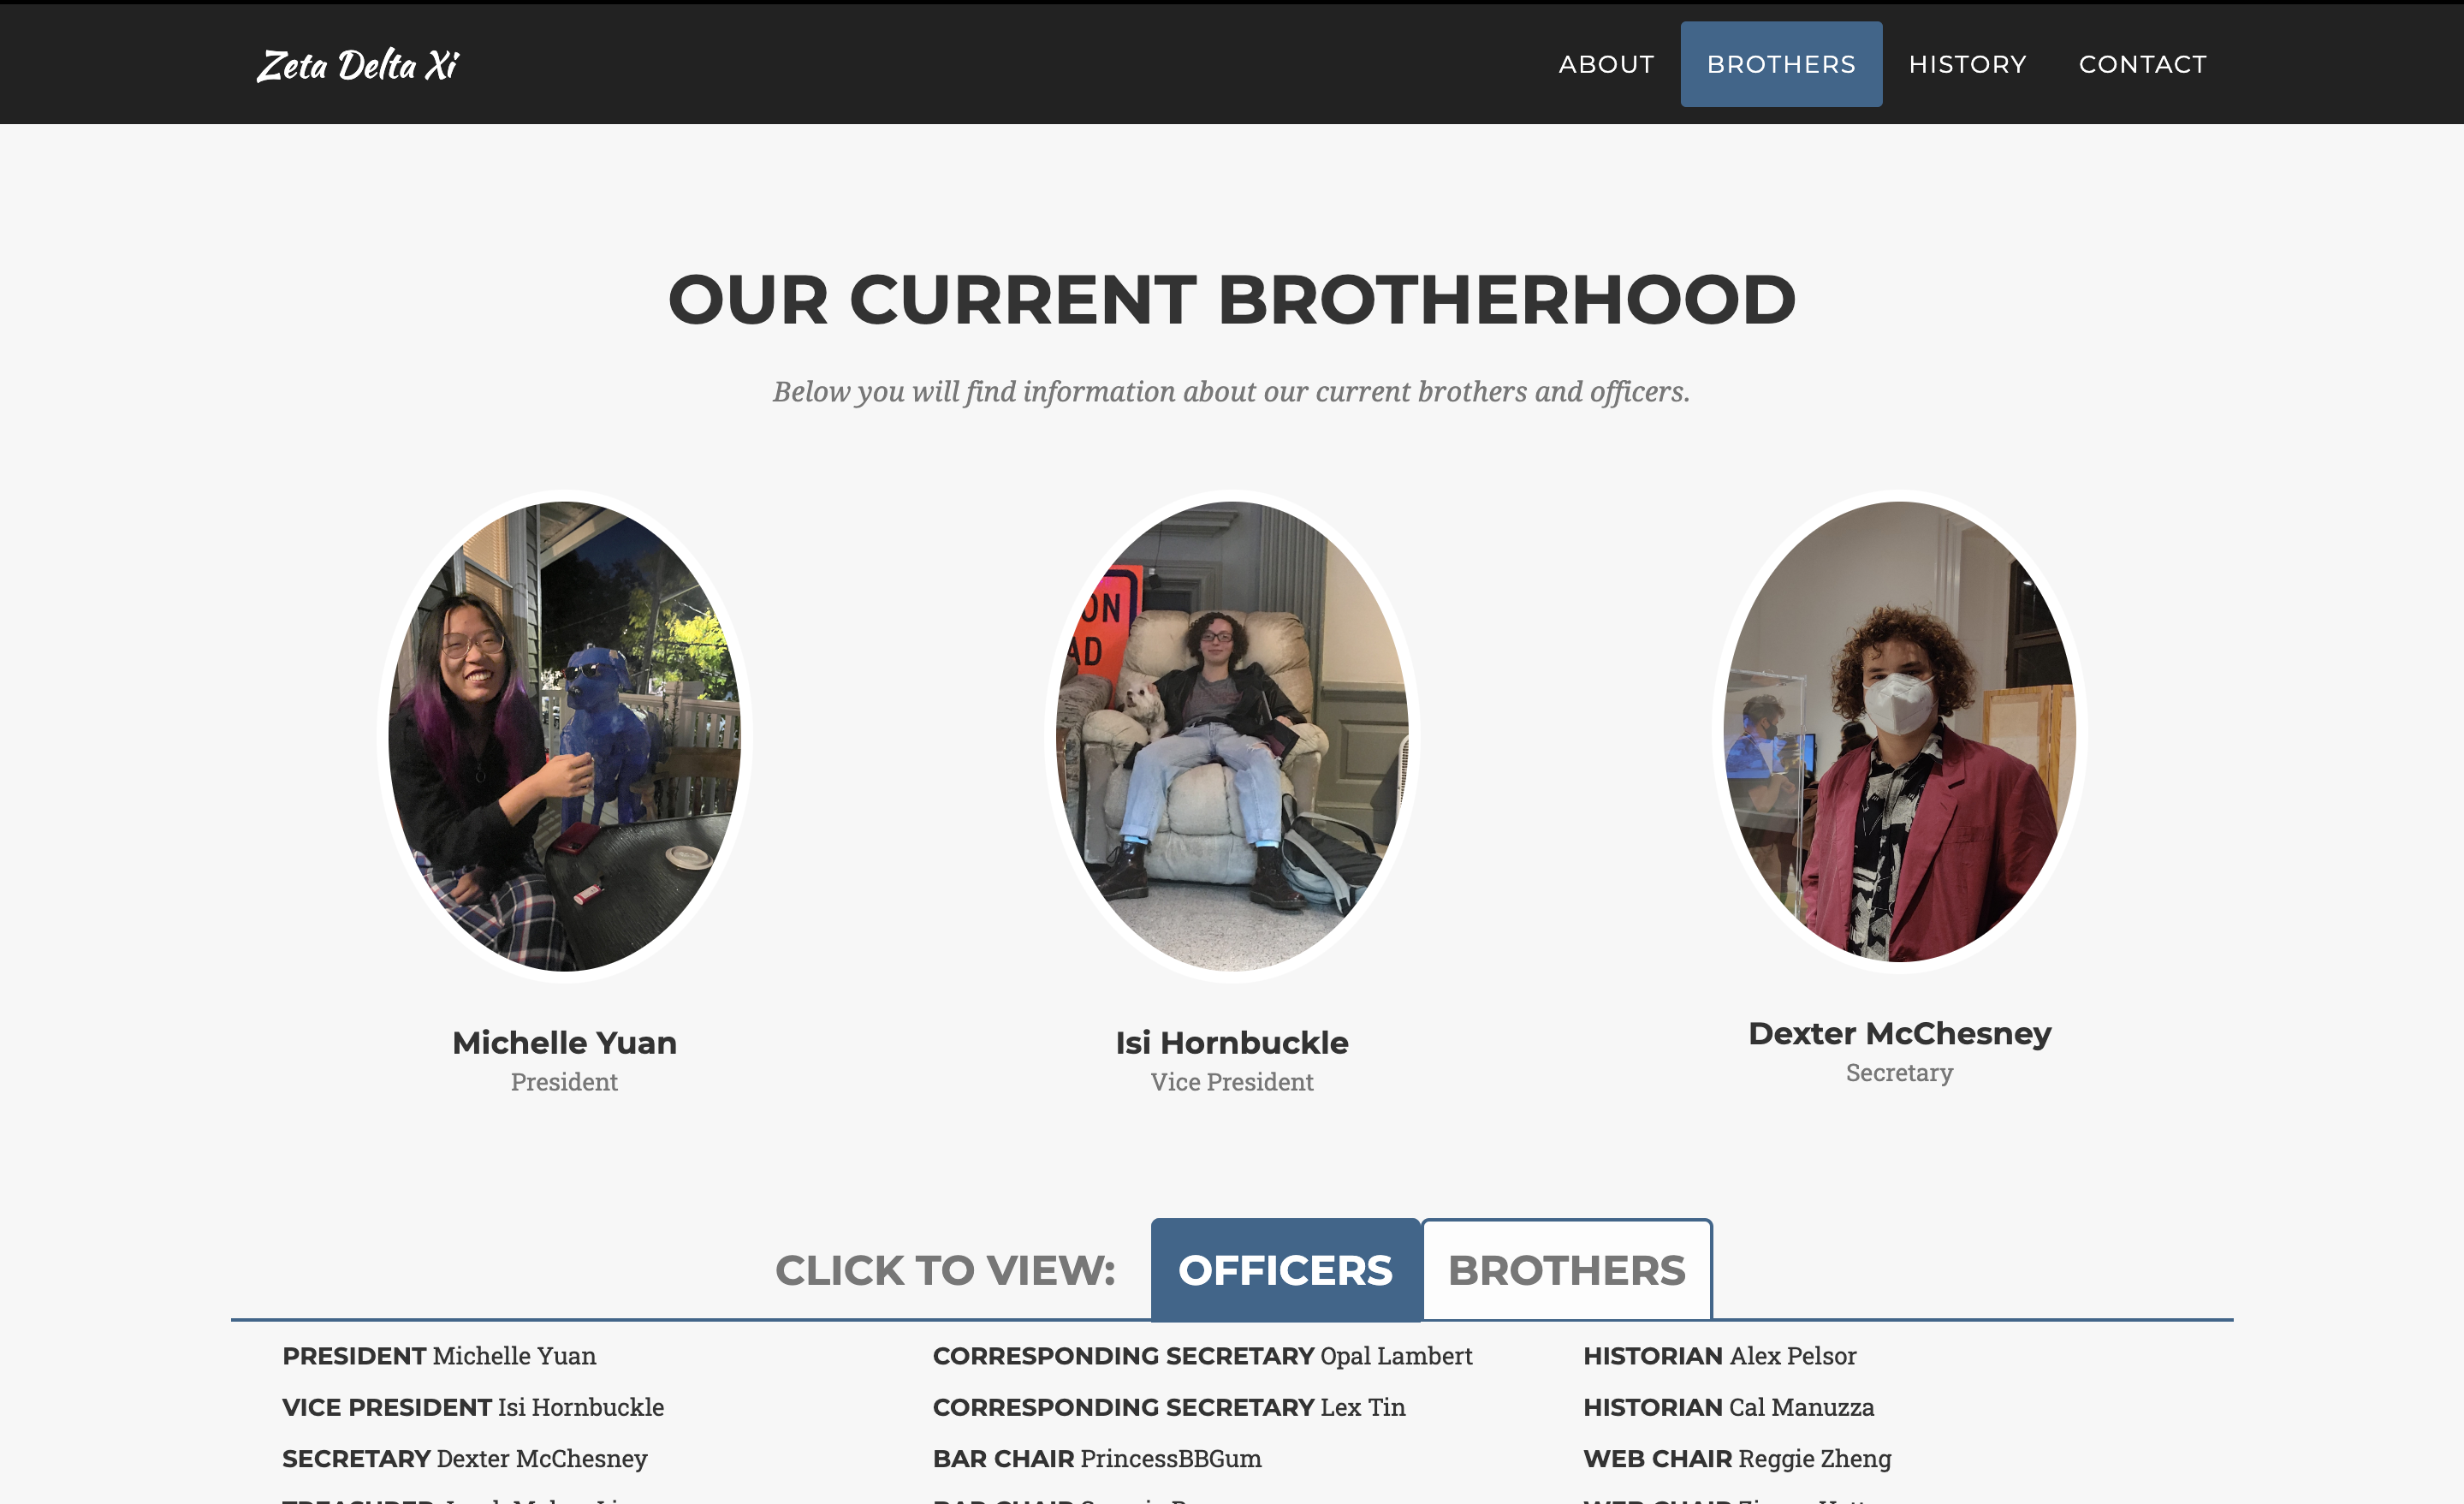 Zeta Delta Xi
ABOUT BROTHERS HISTORY CONTACT
OUR CURRENT BROTHERHOOD
Below you will find information about our current brothers and officers.
ON
AD
Michelle Yuan
President
Isi Hornbuckle
Vice President
Dexter McChesney
Secretary
CLICK TO VIEW: OFFICERS BROTHERS
PRESIDENT Michelle Yuan
VICE PRESIDENT Isi Hornbuckle
SECRETARY Dexter McChesney
CORRESPONDING SECRETARY Opal Lambert
CORRESPONDING SECRETARY Lex Tin
BAR CHAIR PrincessBBGum
HISTORIAN Alex Pelsor
HISTORIAN Cal Manuzza
WEB CHAIR Reggie Zheng